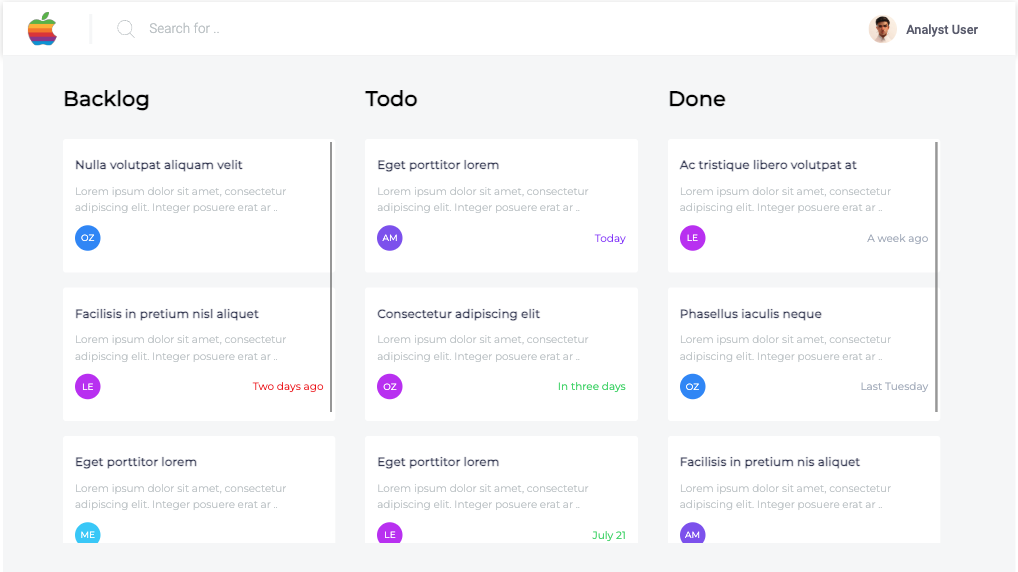 Search for ..
Analyst User
Backlog
Nulla volutpat aliquam velit
Lorem ipsum dolor sit amet, consectetur
adipiscing elit. Integer posuere erat ar ..
OZ
Facilisis in pretium nisl aliquet
Lorem ipsum dolor sit amet, consectetur
adipiscing elit. Integer posuere erat ar ..
LE
Two days ago
Eget porttitor lorem
Lorem ipsum dolor sit amet, consectetur
adipiscing elit. Integer posuere erat ar ..
ME
Todo
Eget porttitor lorem
Lorem ipsum dolor sit amet, consectetur
adipiscing elit. Integer posuere erat ar ..
AM
Today
Consectetur adipiscing elit
Lorem ipsum dolor sit amet, consectetur
adipiscing elit. Integer posuere erat ar ..
OZ
In three days
Eget porttitor lorem
Lorem ipsum dolor sit amet, consectetur
adipiscing elit. Integer posuere erat ar ..
LE
July 21
Done
Ac tristique libero volutpat at
Lorem ipsum dolor sit amet, consectetur
adipiscing elit. Integer posuere erat ar ..
LE
A week ago
Phasellus iaculis neque
Lorem ipsum dolor sit amet, consectetur
adipiscing elit. Integer posuere erat ar ..
OZ
Last Tuesday
Facilisis in pretium nis aliquet
Lorem ipsum dolor sit amet, consectetur
adipiscing elit. Integer posuere erat ar ..
AM